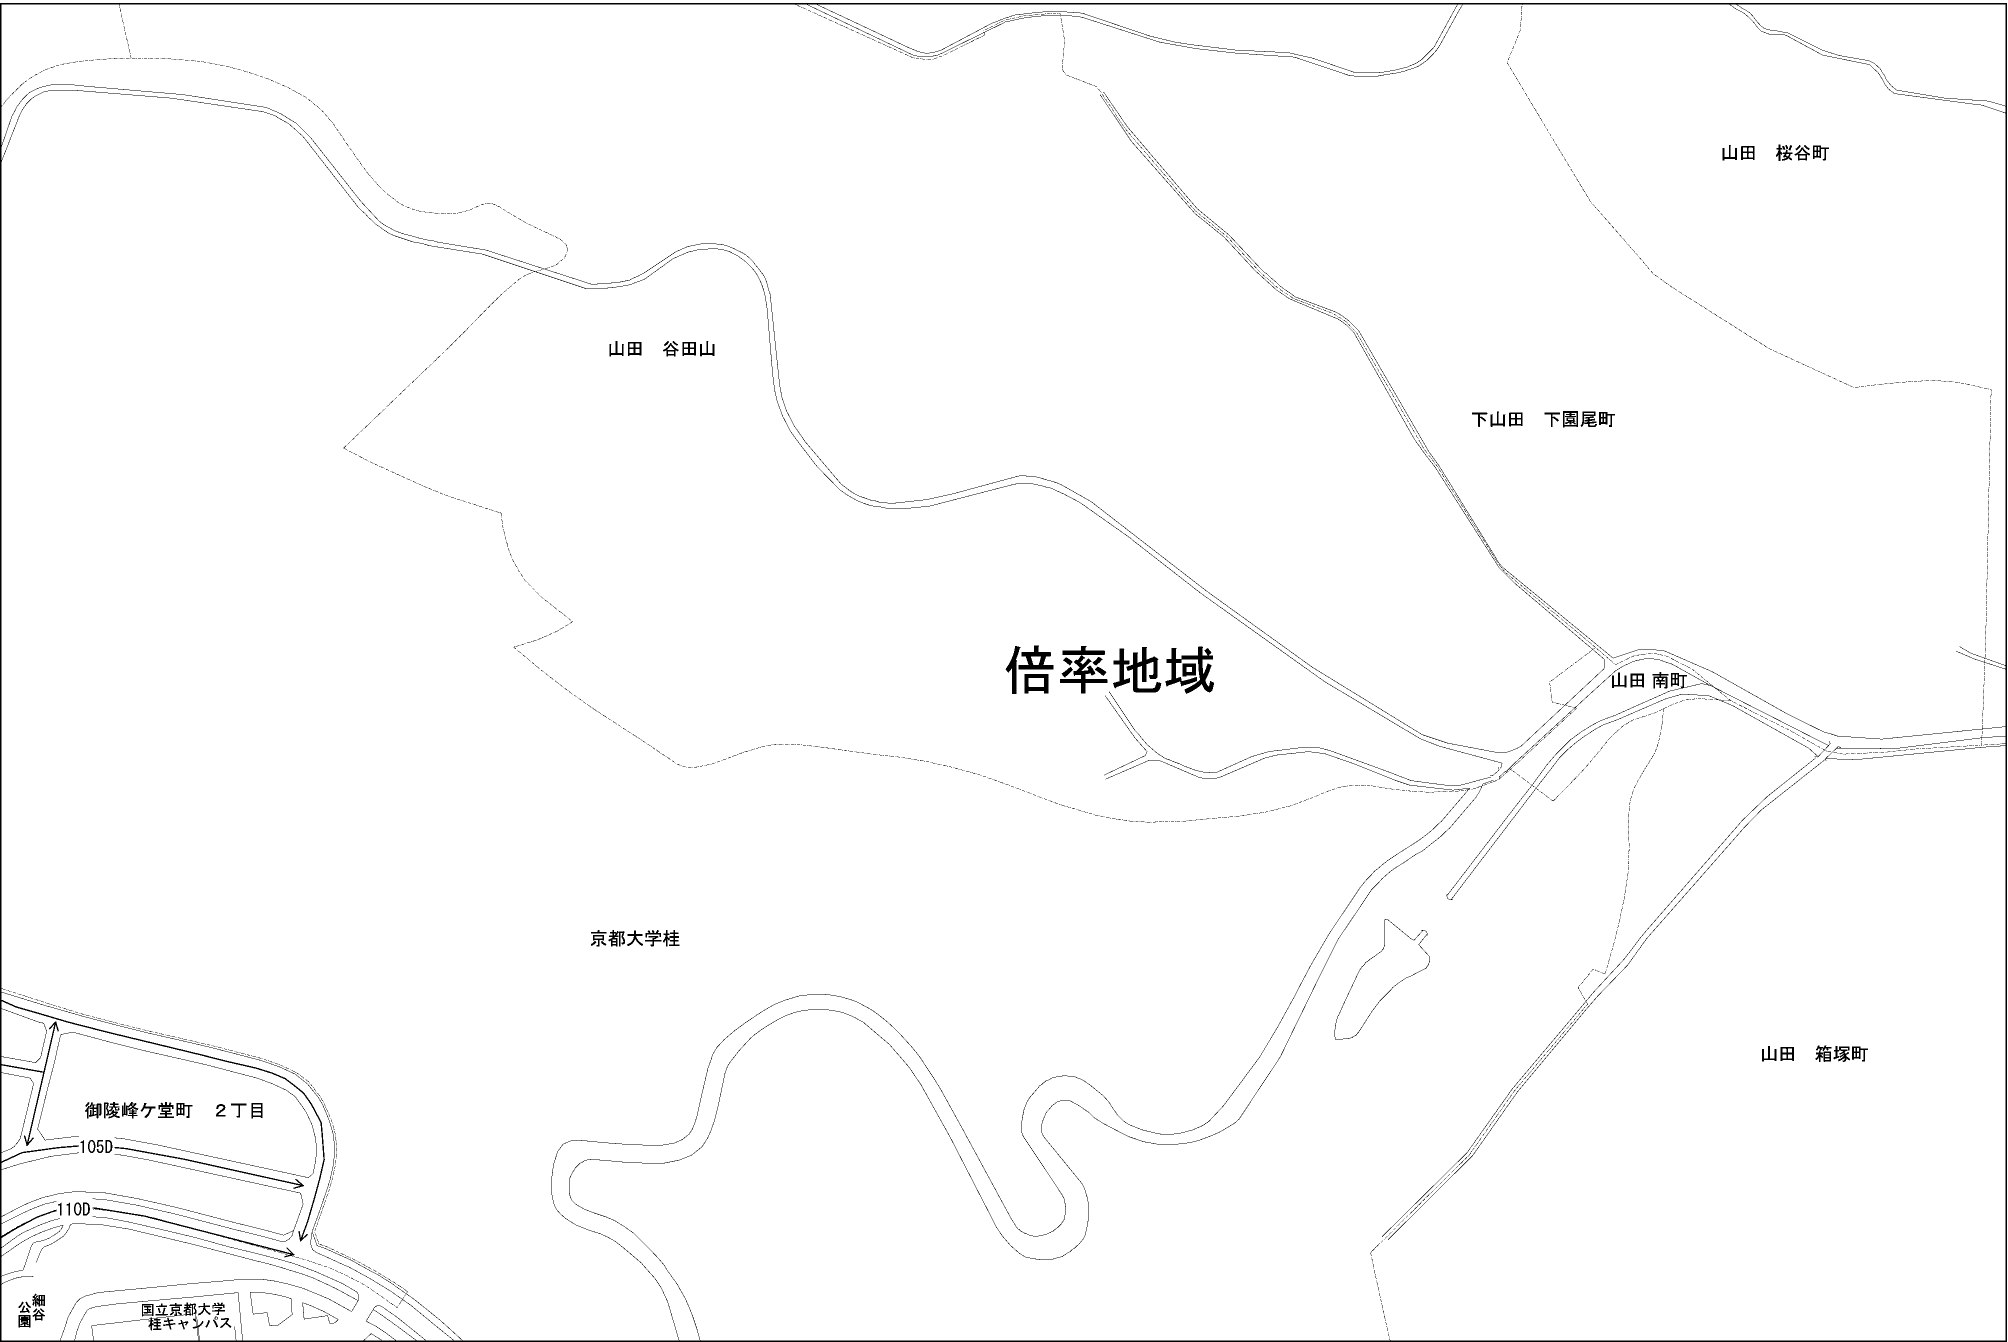 山田　桜谷町
山田　谷田山
下山田　下園尾町
倍率地域
山田 南町
京都大学桂
山田　箱塚町
御陵峰ケ堂町　２丁目
105D
110D
細谷
公園
国立京都大学
桂キャンパス